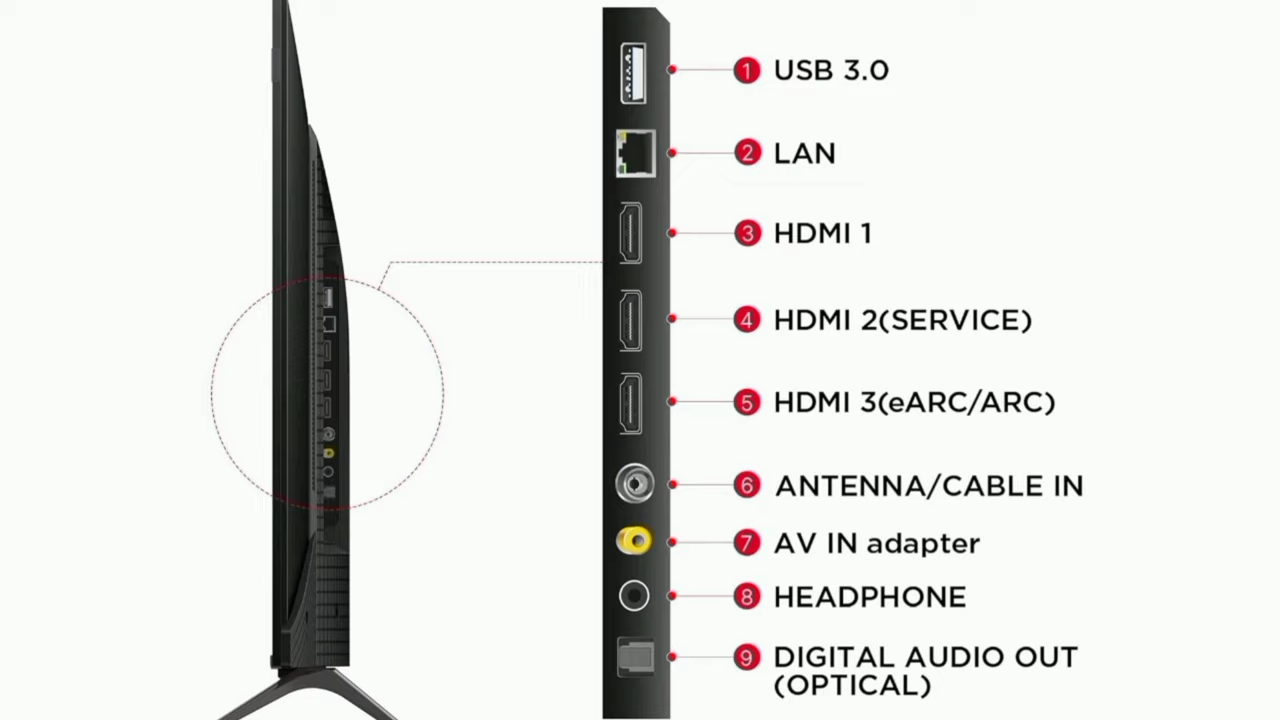 1 USB 3.0
2 LAN
3 HDMI 1
4 HDMI 2(SERVICE)
5 HDMI 3(eARC/ARC)
6 ANTENNA/CABLE IN
7 AV IN adapter
8 HEADPHONE
9 DIGITAL AUDIO OUT
(OPTICAL)